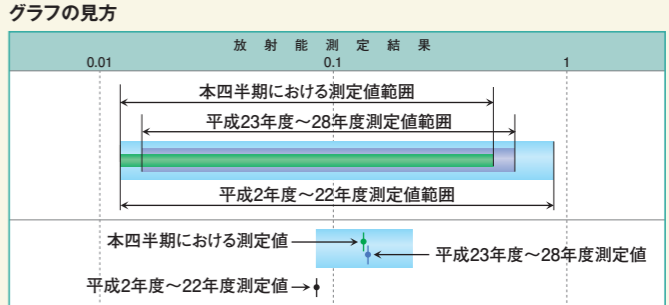 グラフの見方
放射能測定結果
0.01 0.1 1
本四半期における測定値範囲
平成23年度～28年度測定値範囲
平成2年度～22年度測定値範囲
本四半期における測定値
平成23年度～28年度測定値
平成2年度～22年度測定値